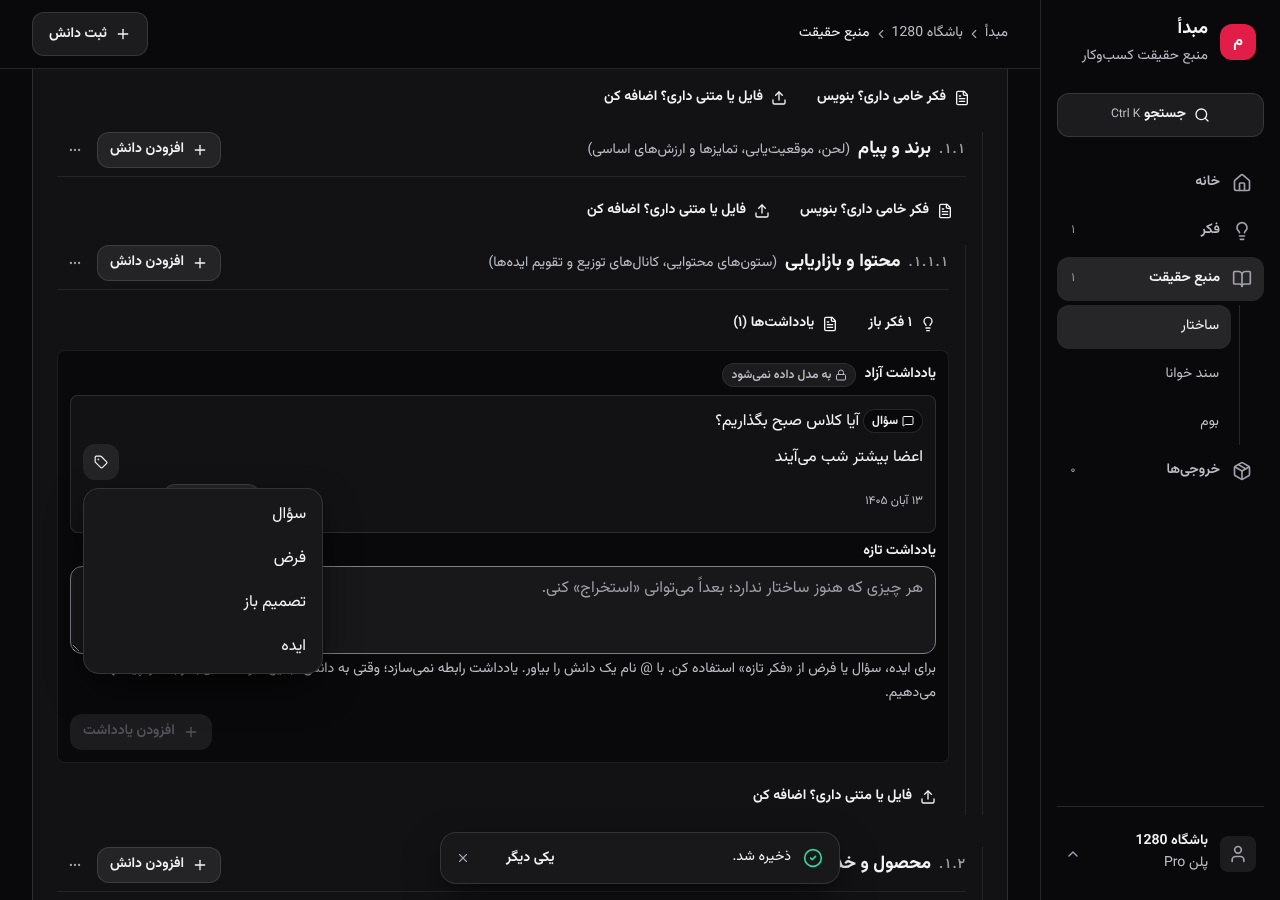 م
مبدأ
منبع حقیقت کسب‌وکار
جستجو Ctrl K
خانه
فکر ۱
منبع حقیقت ۱
ساختار
سند خوانا
بوم
خروجی‌ها ۰
باشگاه 1280
پلن Pro
مبدأ
باشگاه 1280
منبع حقیقت
ثبت دانش
فکر خامی داری؟ بنویس
فایل یا متنی داری؟ اضافه کن
۱.۱. برند و پیام (لحن، موقعیت‌یابی، تمایزها و ارزش‌های اساسی)
افزودن دانش
فکر خامی داری؟ بنویس
فایل یا متنی داری؟ اضافه کن
۱.۱.۱. محتوا و بازاریابی (ستون‌های محتوایی، کانال‌های توزیع و تقویم ایده‌ها)
افزودن دانش
۱ فکر باز
یادداشت‌ها (۱)
یادداشت آزاد
به مدل داده نمی‌شود
سؤال آیا کلاس صبح بگذاریم؟
اعضا بیشتر شب می‌آیند
۱۳ آبان ۱۴۰۵
سؤال
فرض
تصمیم باز
ایده
یادداشت تازه
هر چیزی که هنوز ساختار ندارد؛ بعداً می‌توانی «استخراج» کنی.
برای ایده، سؤال یا فرض از «فکر تازه» استفاده کن. با @ نام یک دانش را بیاور. یادداشت رابطه نمی‌سازد؛ وقتی به
می‌دهیم.
افزودن یادداشت
فایل یا متنی داری؟ اضافه کن
ذخیره شد.
یکی دیگر
۱.۲. محصول و
افزودن دانش